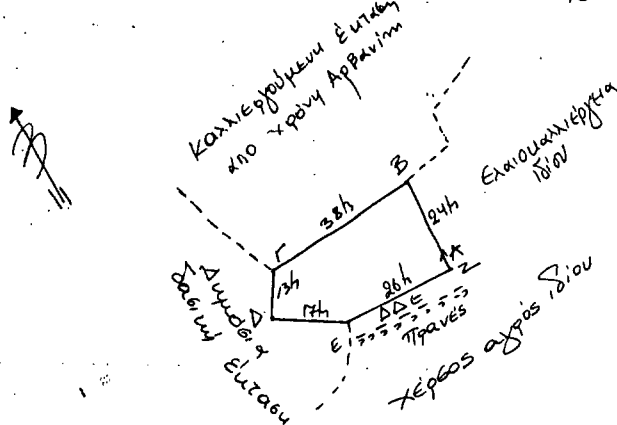 Καλλιεργούμενη έκταση
από Χρόνη Αρβανίτη
Β
Β
Ελαιοκαλλιέργεια
ιδίου
38μ
24μ
Γ
13μ
Α
Ζ
26μ
Δ
17μ
Ε
ΔΔΕ
Πρανές
Δημόσια
δασική έκταση
Χέρσος αγρός ιδίου